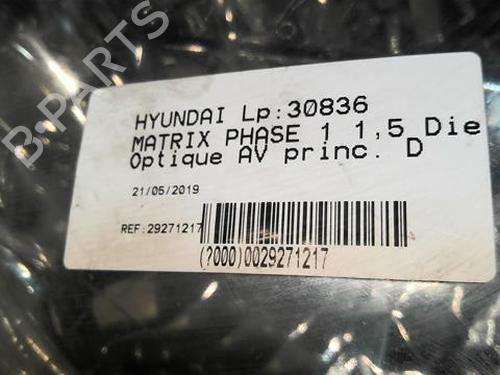 B-PARTS
HYUNDAI Lp:30836
MATRIX PHASE 1 1,5 Die
Optique AV princ. D
21/05/2019
REF:29271217
(?000)0029271217